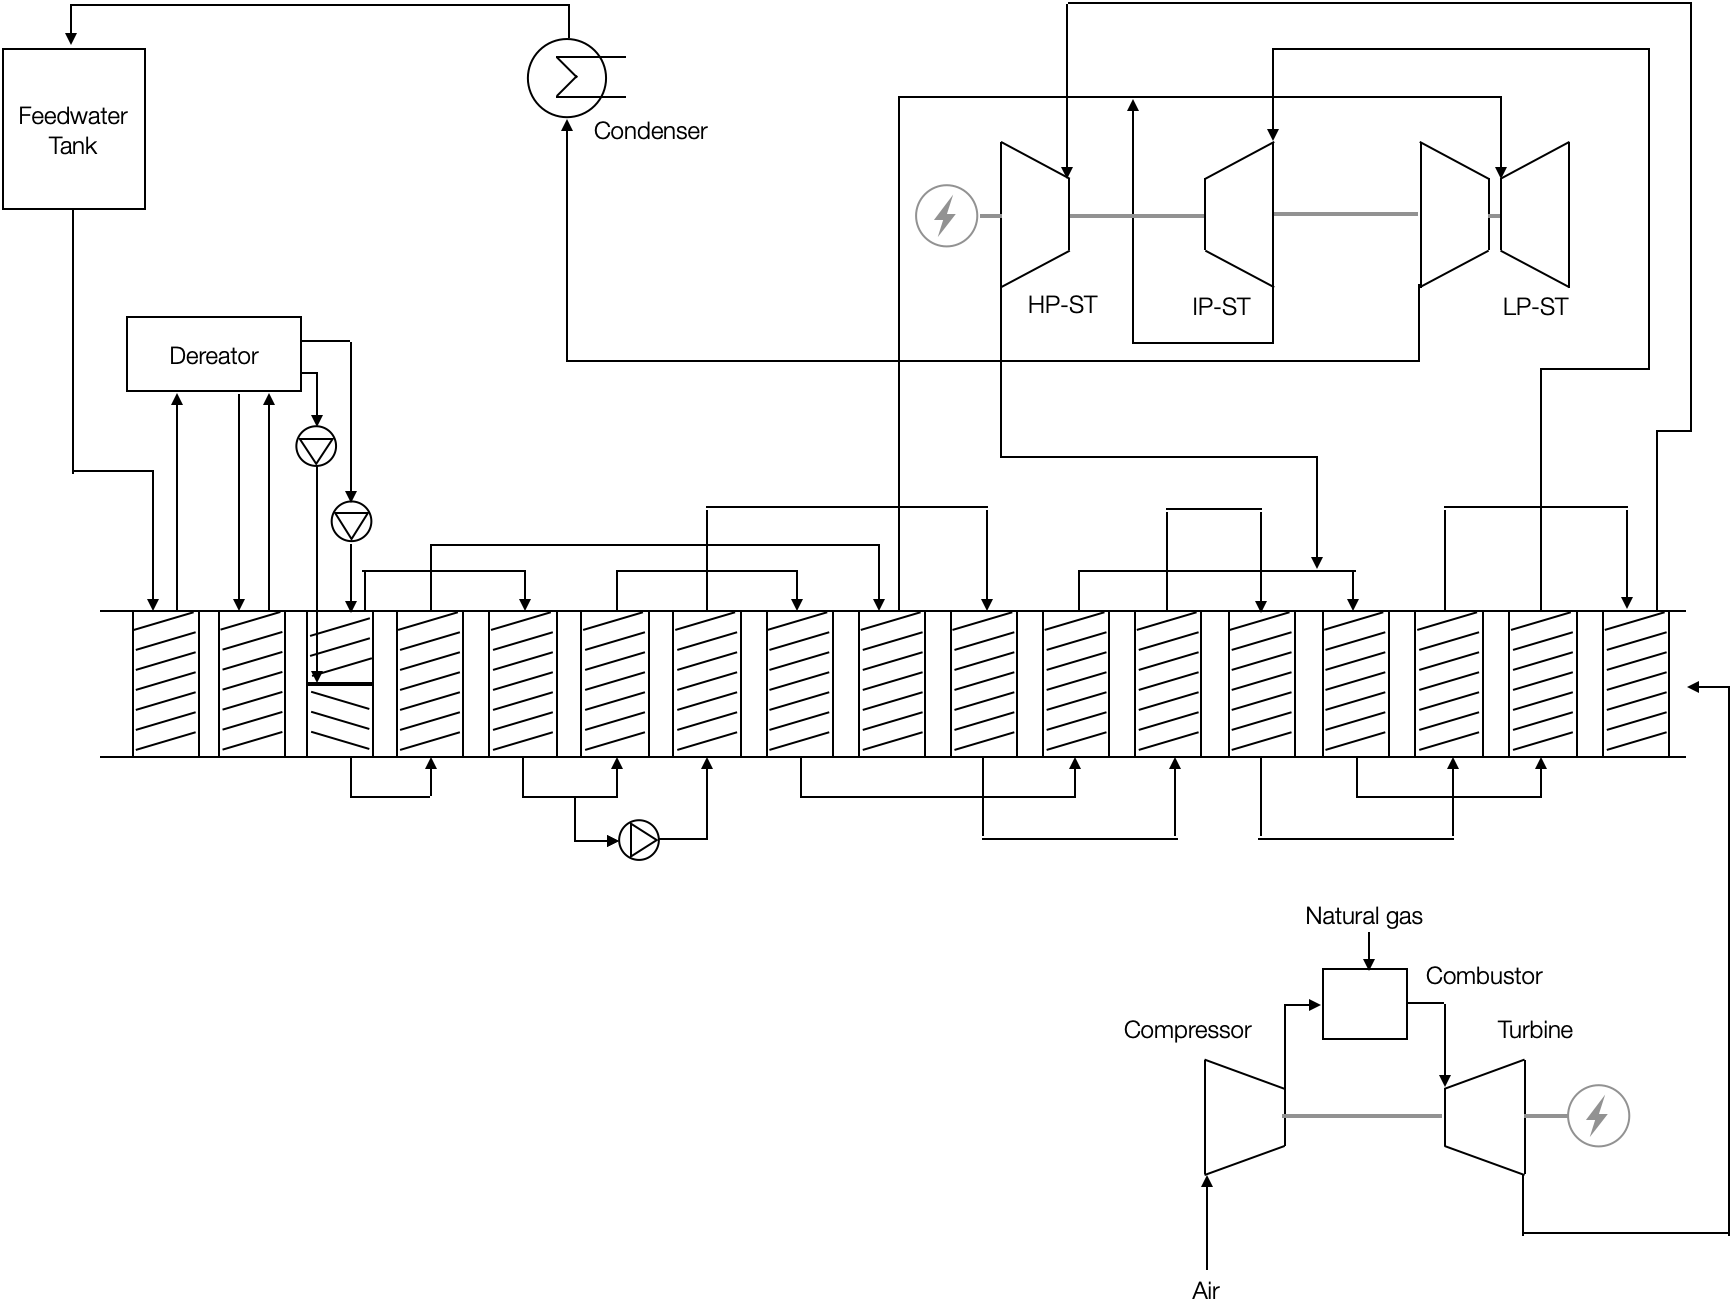 Feedwater
Tank
Condenser
HP-ST
IP-ST
LP-ST
Dereator
Natural gas
Combustor
Compressor
Turbine
Air